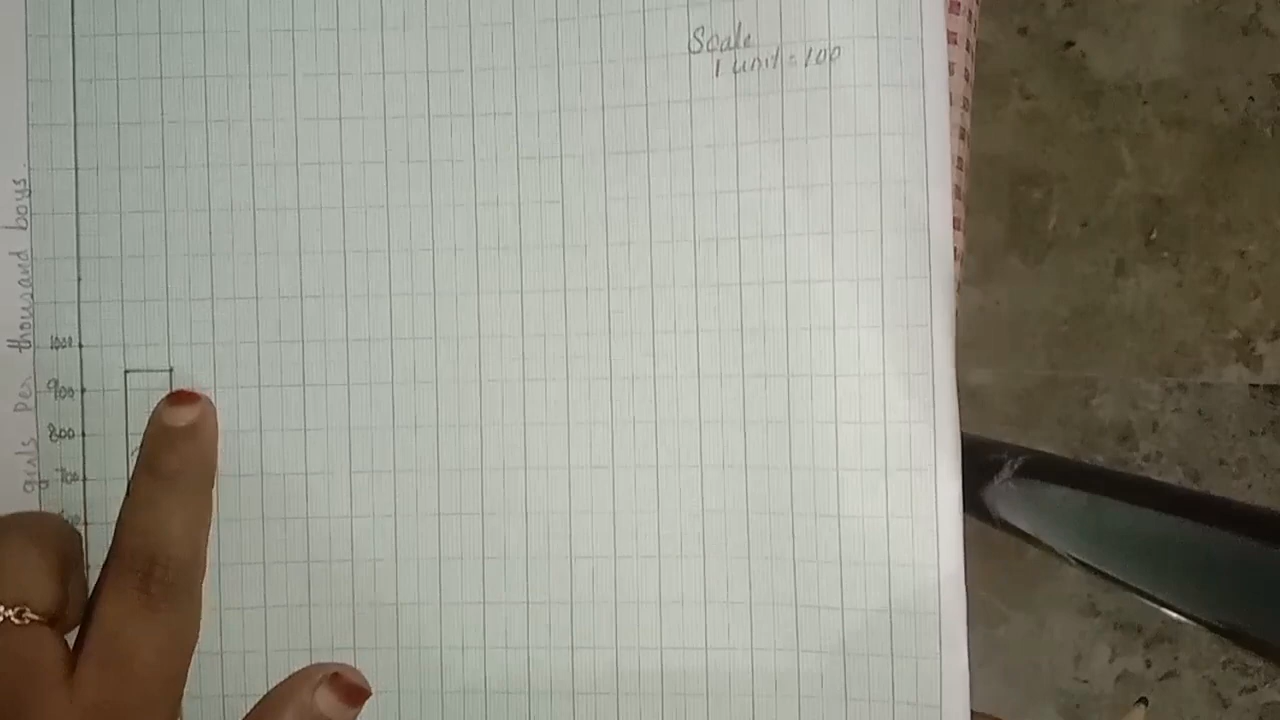 Scale
1 unit = 100
girls per thousand boys.
1000
900
800
700